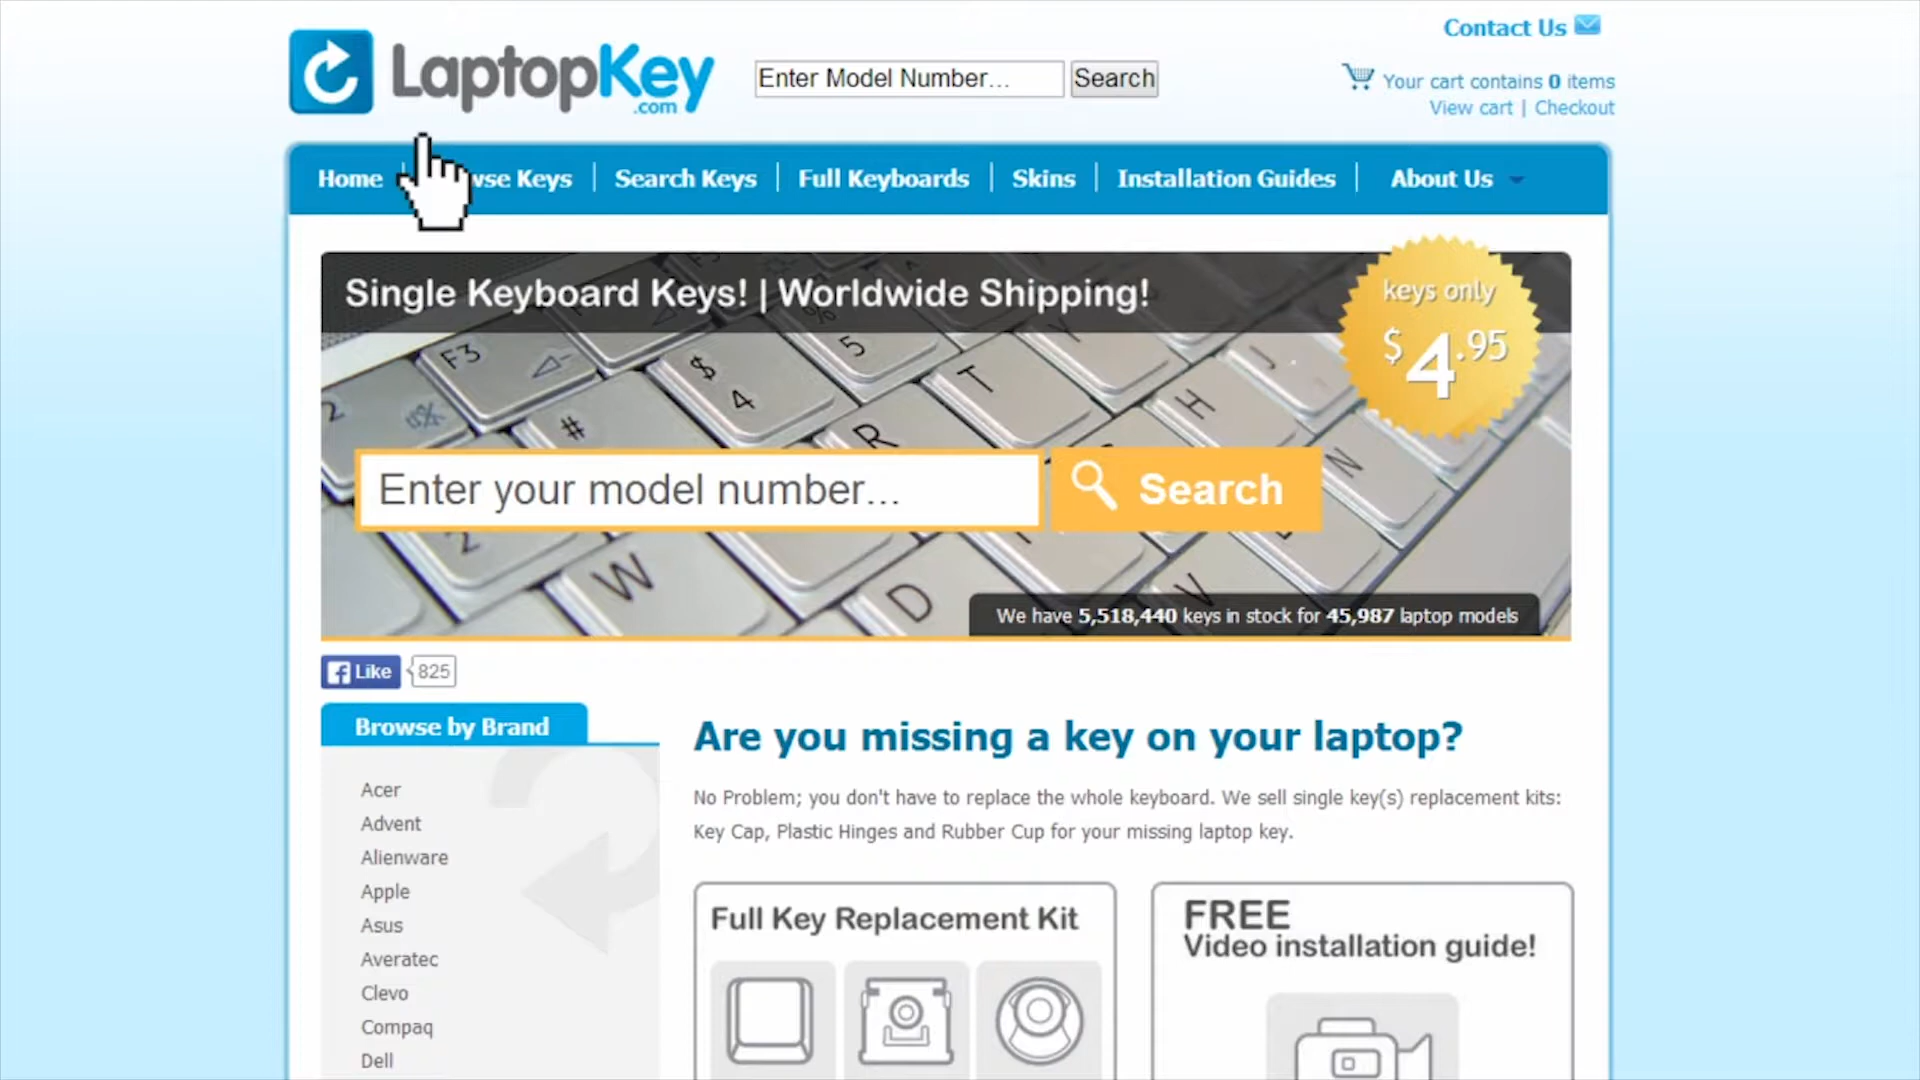 LaptopKey
.com
Enter Model Number...
Search
Contact Us
Your cart contains 0 items
View cart | Checkout
Home
wse Keys
Search Keys
Full Keyboards
Skins
Installation Guides
About Us
Single Keyboard Keys! | Worldwide Shipping!
keys only
$4.95
F3
$
4
%
5
T
J
H
2
#
R
N
Enter your model number...
Search
2
W
D
V
We have 5,518,440 keys in stock for 45,987 laptop models
Like
825
Browse by Brand
Acer
Advent
Alienware
Apple
Asus
Averatec
Clevo
Compaq
Dell
Are you missing a key on your laptop?
No Problem; you don't have to replace the whole keyboard. We sell single key(s) replacement kits:
Key Cap, Plastic Hinges and Rubber Cup for your missing laptop key.
Full Key Replacement Kit
FREE
Video installation guide!